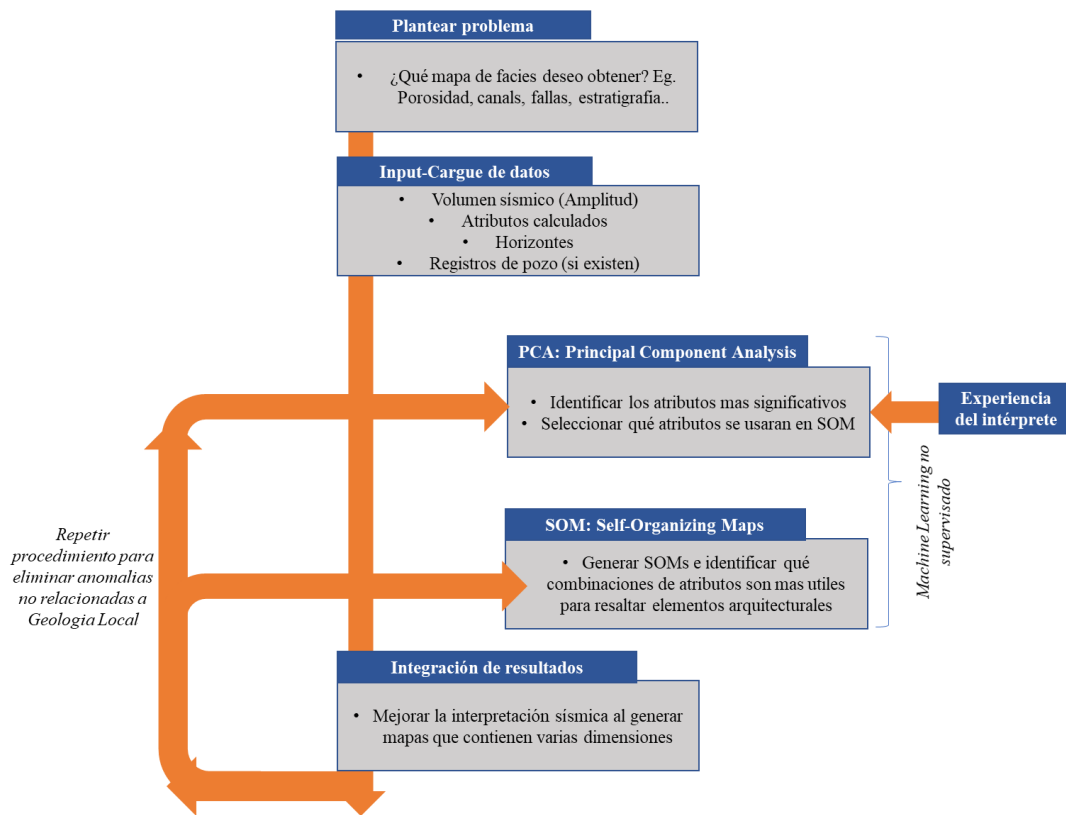 Plantear problema
• ¿Qué mapa de facies deseo obtener? Eg.
Porosidad, canals, fallas, estratigrafia..
Input-Cargue de datos
• Volumen sísmico (Amplitud)
• Atributos calculados
• Horizontes
• Registros de pozo (si existen)
PCA: Principal Component Analysis
• Identificar los atributos mas significativos
• Seleccionar qué atributos se usaran en SOM
Experiencia
del intérprete
Machine Learning no
supervisado
SOM: Self-Organizing Maps
• Generar SOMs e identificar qué
combinaciones de atributos son mas utiles
para resaltar elementos arquitecturales
Repetir
procedimiento para
eliminar anomalias
no relacionadas a
Geologia Local
Integración de resultados
• Mejorar la interpretación sísmica al generar
mapas que contienen varias dimensiones